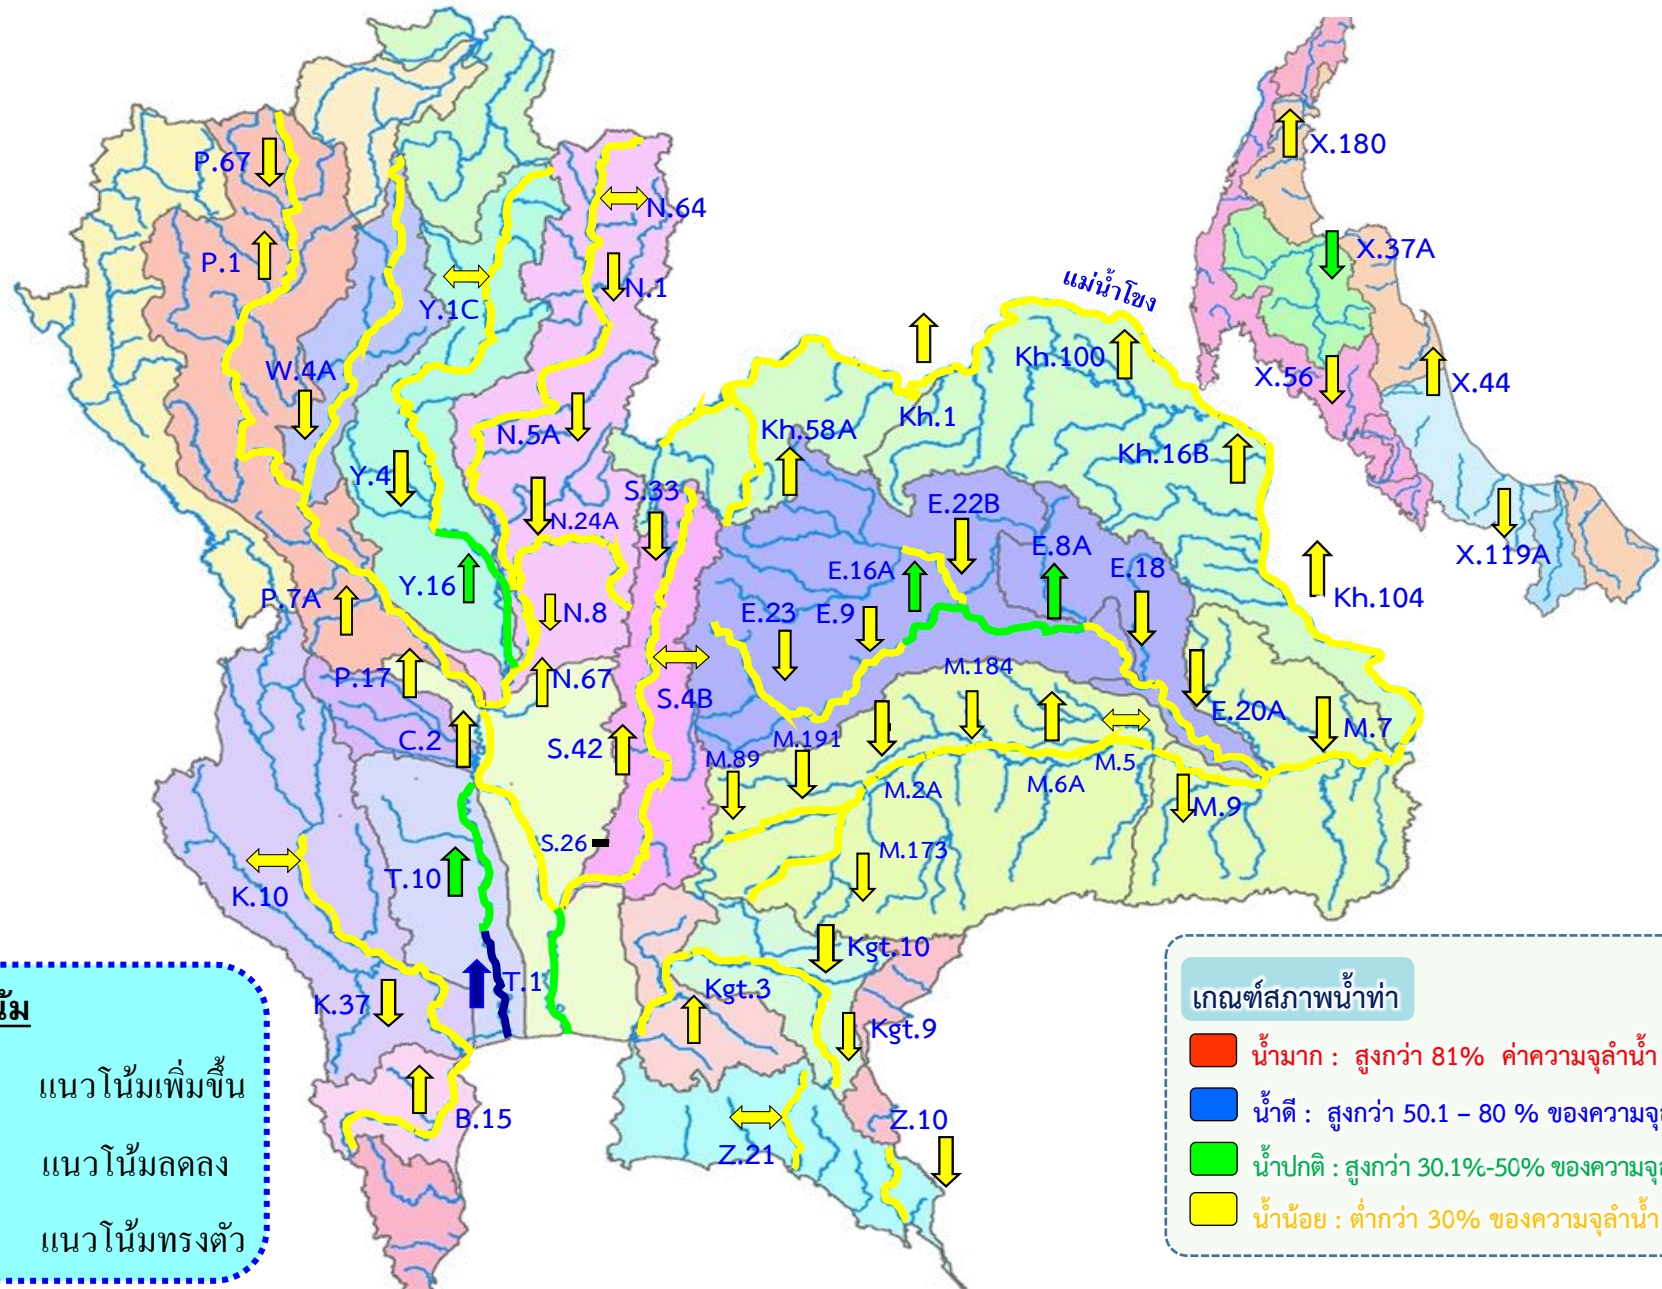 P.67
X.180
N.64
P.1
X.37A
N.1
Y.1C
แม่น้ำโขง
Kh.100
W.4A
X.56
X.44
Kh.1
Kh.58A
N.5A
Kh.16B
Y.4
S.33
E.22B
N.24A
E.8A
X.119A
E.16A
E.18
Y.16
P.7A
Kh.104
N.8
E.23
E.9
M.184
P.17
N.67
S.4B
E.20A
M.7
C.2
S.42
M.191
M.89
M.2A
M.6A
M.5
M.9
S.26
M.173
T.10
K.10
Kgt.10
T.1
Kgt.3
K.37
Kgt.9
B.15
Z.10
Z.21
แนวโน้มเพิ่มขึ้น
แนวโน้มลดลง
แนวโน้มทรงตัว
เกณฑ์สภาพน้ำท่า
น้ำมาก : สูงกว่า 81% ค่าความจุลำน้ำ
น้ำดี : สูงกว่า 50.1 – 80 % ของความจุ
น้ำปกติ : สูงกว่า 30.1%-50% ของความจุ
น้ำน้อย : ต่ำกว่า 30% ของความจุลำน้ำ